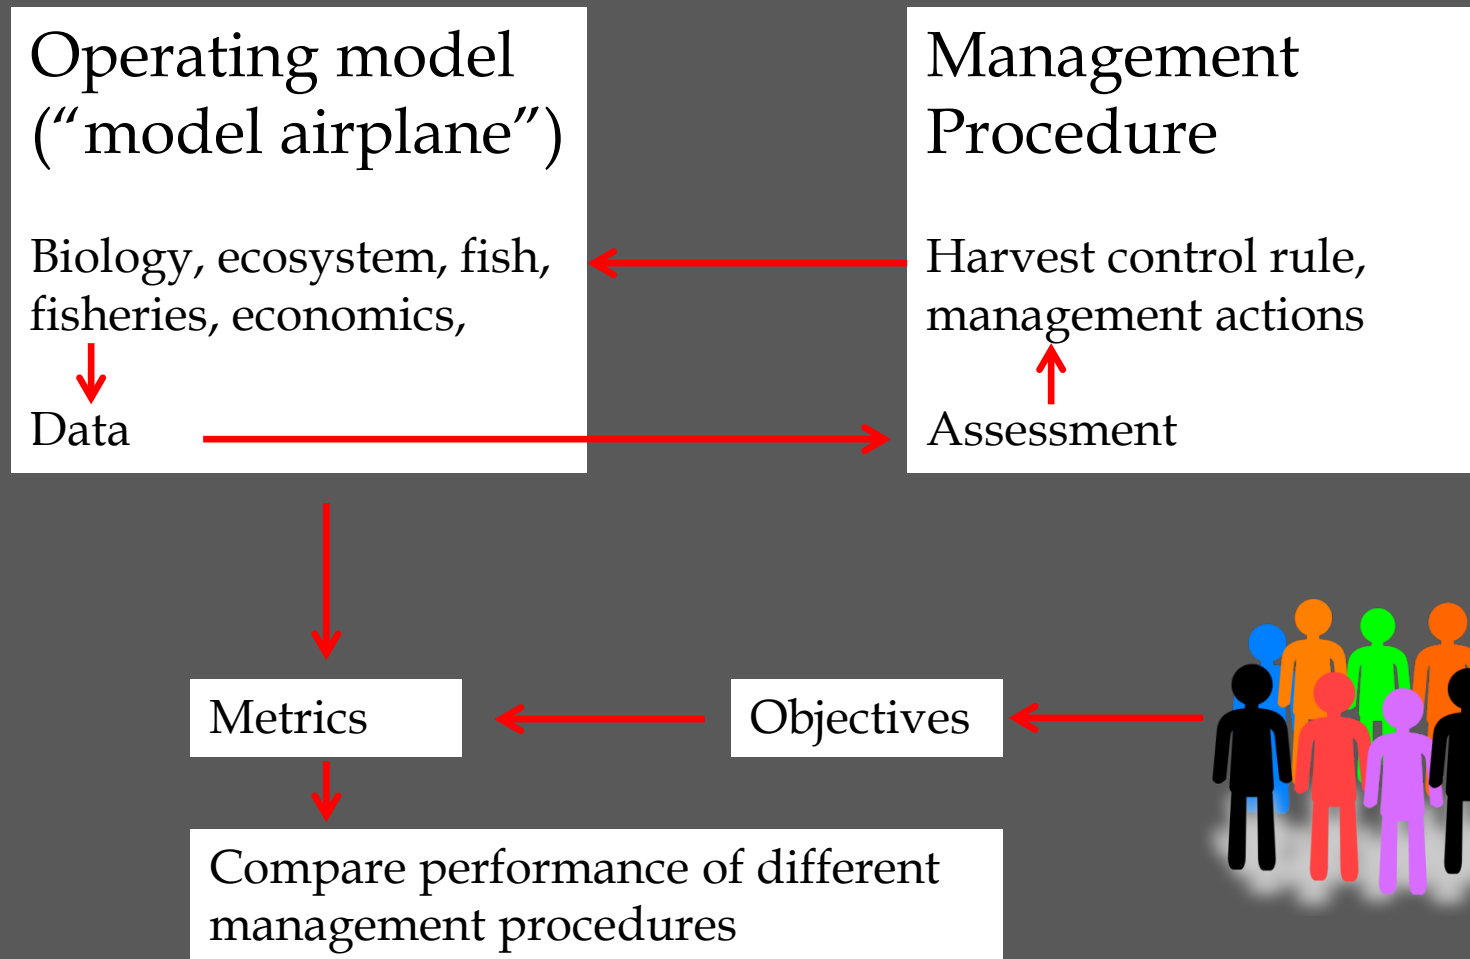 Operating model
(“model airplane”)
Biology, ecosystem, fish,
fisheries, economics,
Data
Management
Procedure
Harvest control rule,
management actions
Assessment
Metrics
Objectives
Compare performance of different
management procedures